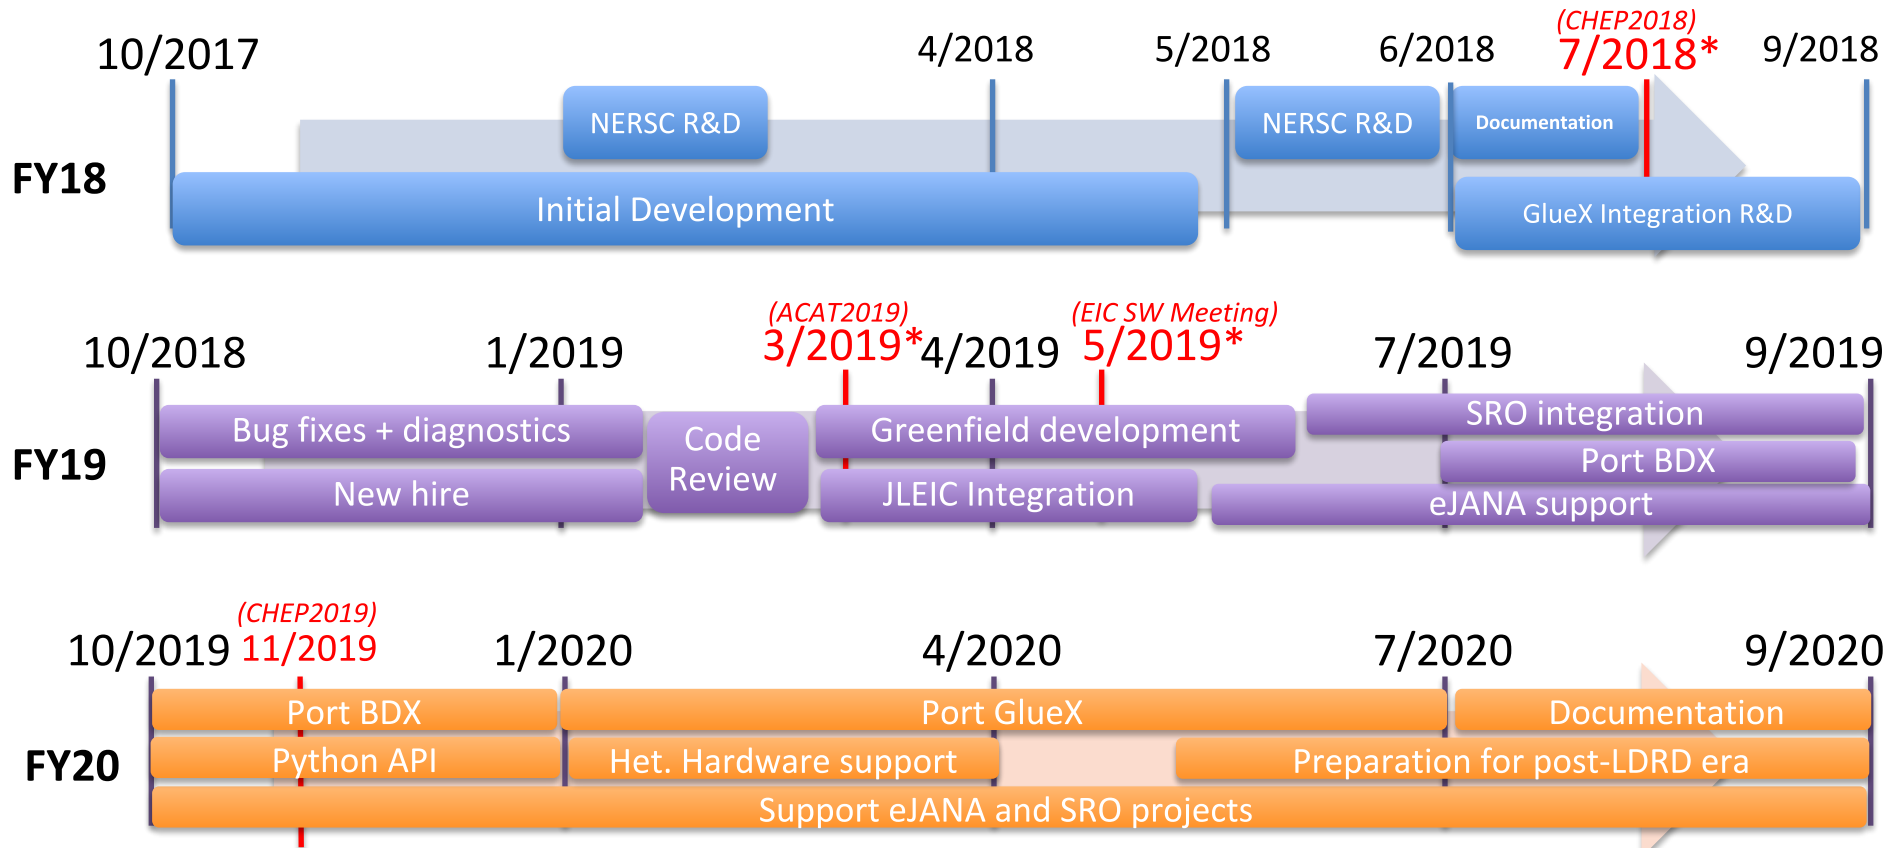 (CHEP2018)
10/2017 4/2018 5/2018 6/2018 7/2018* 9/2018
NERSC R&D NERSC R&D Documentation
FY18
Initial Development GlueX Integration R&D
(ACAT2019) (EIC SW Meeting)
10/2018 1/2019 3/2019* 4/2019 5/2019* 7/2019 9/2019
Bug fixes + diagnostics Code Greenfield development SRO integration
FY19 Review Port BDX
New hire JLEIC Integration eJANA support
(CHEP2019)
10/2019 11/2019 1/2020 4/2020 7/2020 9/2020
Port BDX Port GlueX Documentation
FY20 Python API Het. Hardware support Preparation for post-LDRD era
Support eJANA and SRO projects